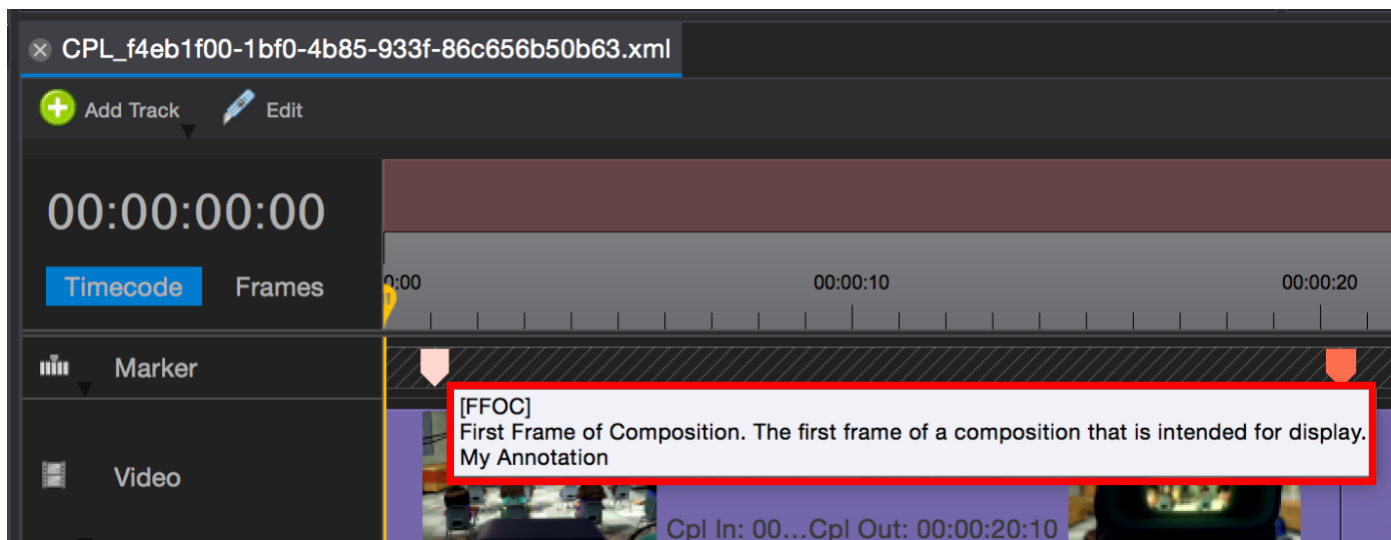 CPL_f4eb1f00-1bf0-4b85-933f-86c656b50b63.xml
Add Track Edit
00:00:00:00
Timecode Frames
0:00 00:00:10 00:00:20
Marker
[FFOC]
First Frame of Composition. The first frame of a composition that is intended for display.
My Annotation
Video
Cpl In: 00...Cpl Out: 00:00:20:10